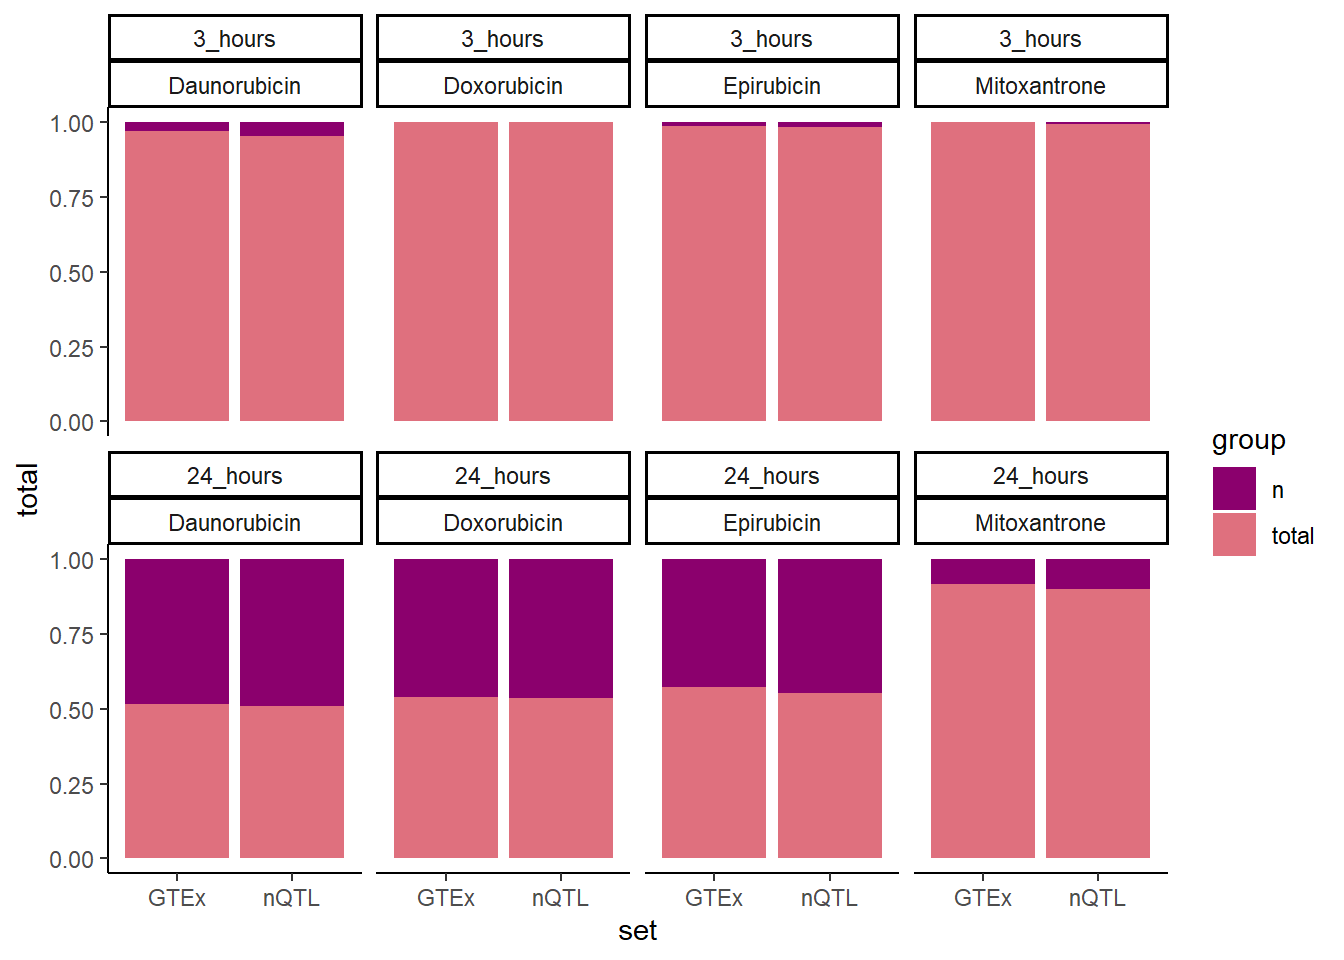 3_hours 3_hours 3_hours 3_hours
Daunorubicin Doxorubicin Epirubicin Mitoxantrone
1.00
0.75
0.50
0.25
0.00
total
24_hours 24_hours 24_hours 24_hours
Daunorubicin Doxorubicin Epirubicin Mitoxantrone
1.00
0.75
0.50
0.25
0.00
GTEx nQTL GTEx nQTL GTEx nQTL GTEx nQTL
set
group
n
total